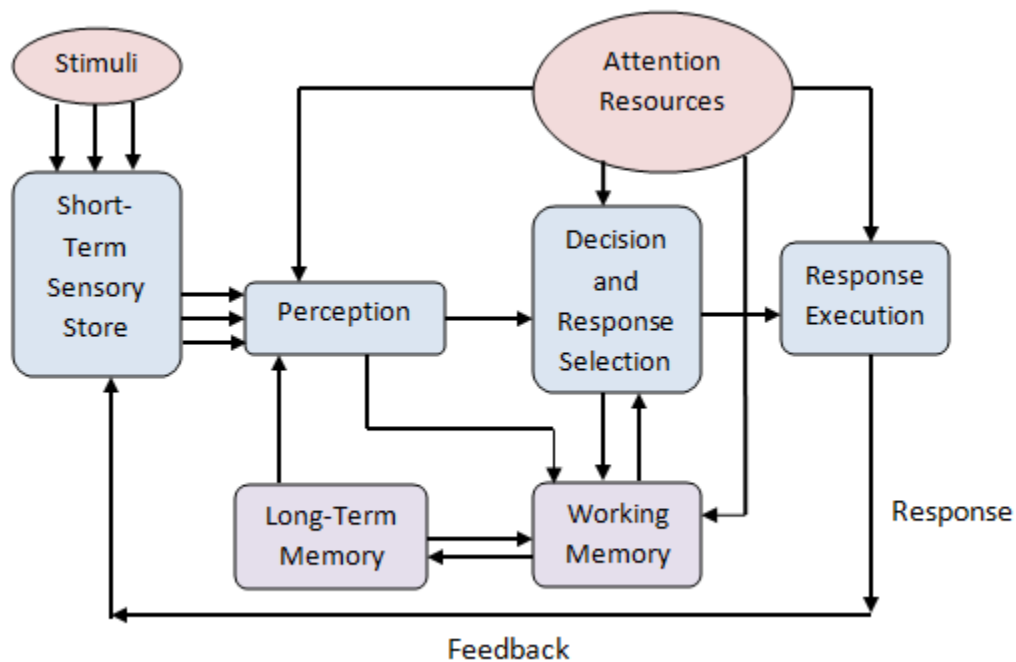 Stimuli
Attention
Resources
Short-
Term
Sensory
Store
Perception
Decision
and
Response
Selection
Response
Execution
Long-Term
Memory
Working
Memory
Response
Feedback